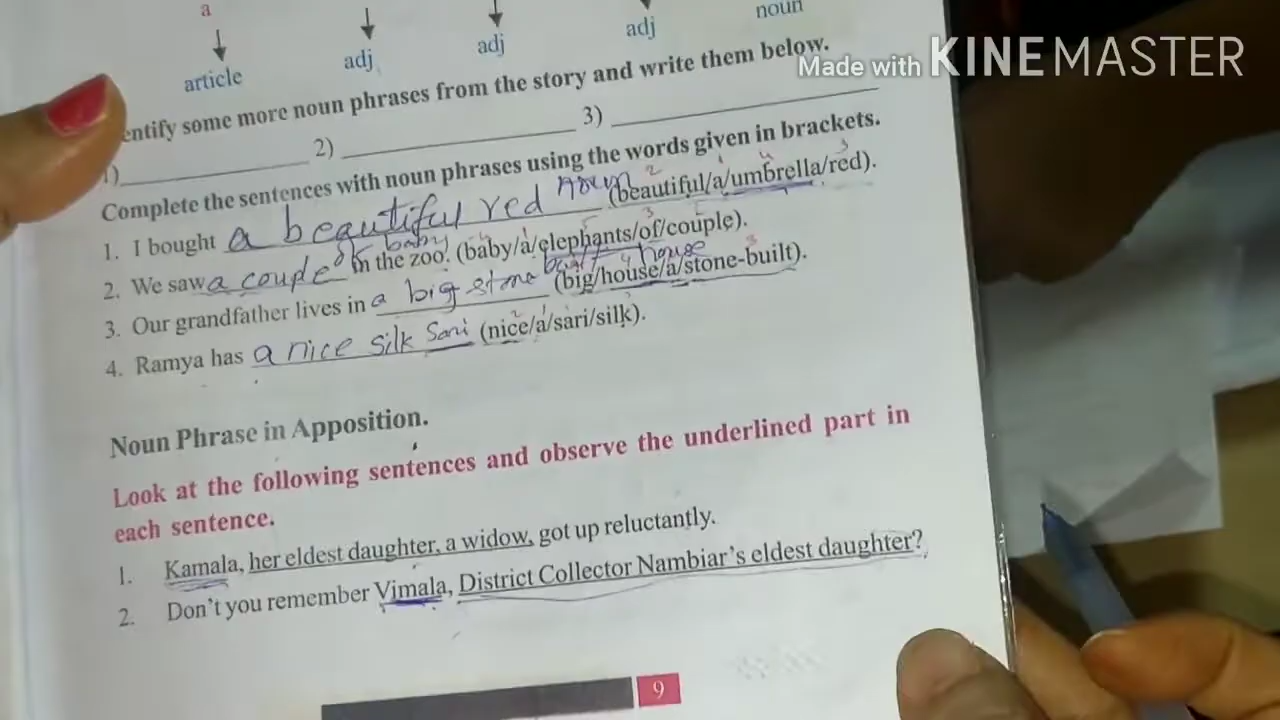 a
article
adj
adj
adj
noun
Made with KINEMASTER
entify some more noun phrases from the story and write them below.
1)____________ 2)____________ 3)____________
Complete the sentences with noun phrases using the words given in brackets.
1. I bought a beautiful red noun (beautiful/a/umbrella/red).
2. We saw a couple of baby in the zoo. (baby/a/elephants/of/couple).
3. Our grandfather lives in a big stone built house (big/house/a/stone-built).
4. Ramya has a nice silk Sari (nice/a/sari/silk).
Noun Phrase in Apposition.
Look at the following sentences and observe the underlined part in
each sentence.
1. Kamala, her eldest daughter, a widow, got up reluctantly.
2. Don't you remember Vimala, District Collector Nambiar's eldest daughter?
9